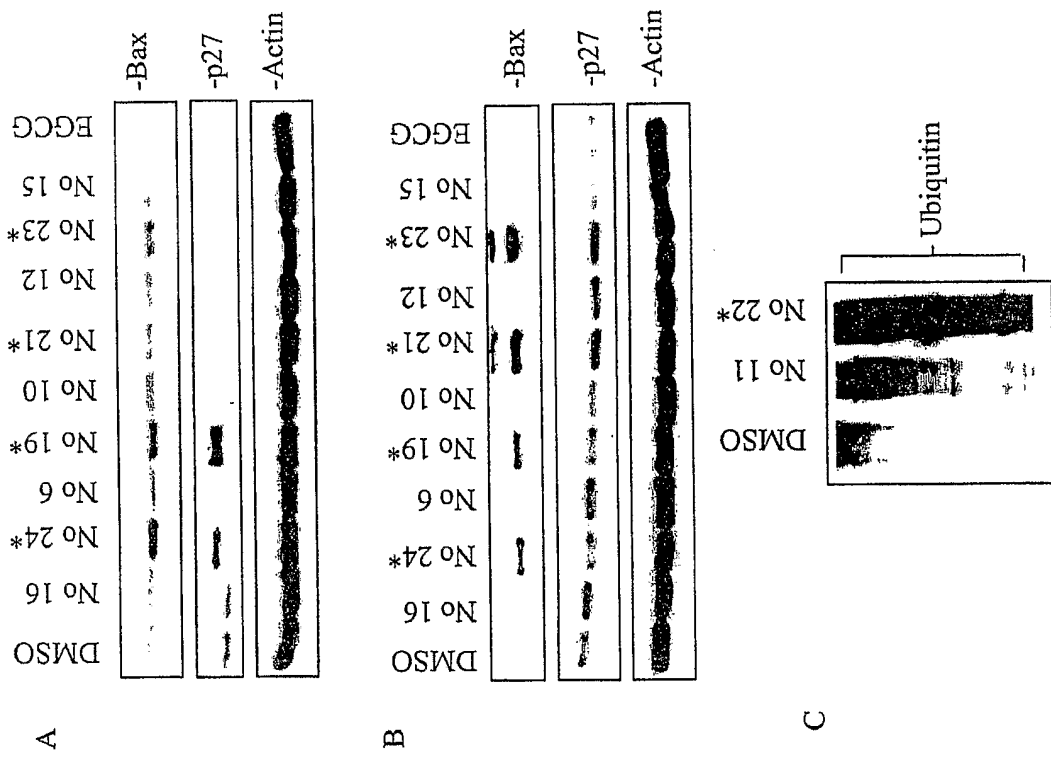 A
DMSO
No 16
No 24*
No 6
No 19*
No 10
No 21*
No 12
No 23*
No 15
EGCG
-Bax
-p27
-Actin
B
DMSO
No 16
No 24*
No 6
No 19*
No 10
No 21*
No 12
No 23*
No 15
EGCG
-Bax
-p27
-Actin
C
DMSO
No 11
No 22*
Ubiquitin